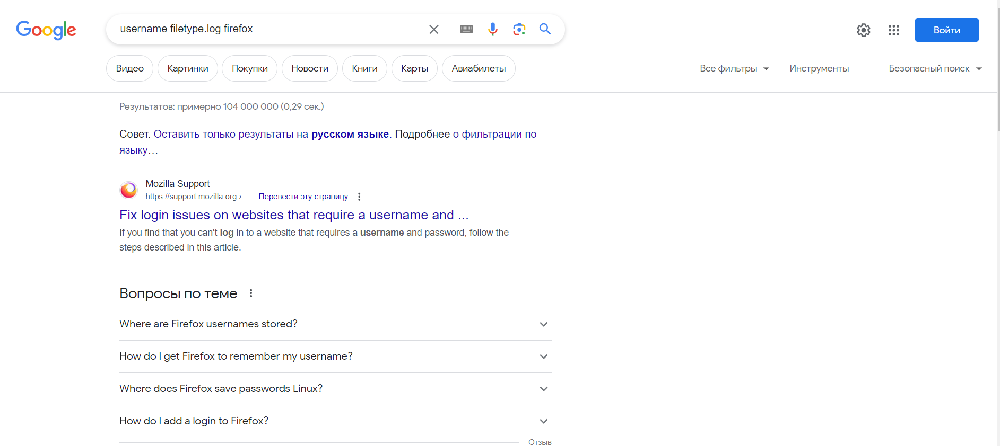 Google
username filetype.log firefox
Войти
Видео
Картинки
Покупки
Новости
Книги
Карты
Авиабилеты
Все фильтры
Инструменты
Безопасный поиск
Результатов: примерно 104 000 000 (0,29 сек.)
Совет. Оставить только результаты на русском языке. Подробнее о фильтрации по
языку…
Mozilla Support
https://support.mozilla.org › ... · Перевести эту страницу
Fix login issues on websites that require a username and ...
If you find that you can't log in to a website that requires a username and password, follow the
steps described in this article.
Вопросы по теме
Where are Firefox usernames stored?
How do I get Firefox to remember my username?
Where does Firefox save passwords Linux?
How do I add a login to Firefox?
Отзыв